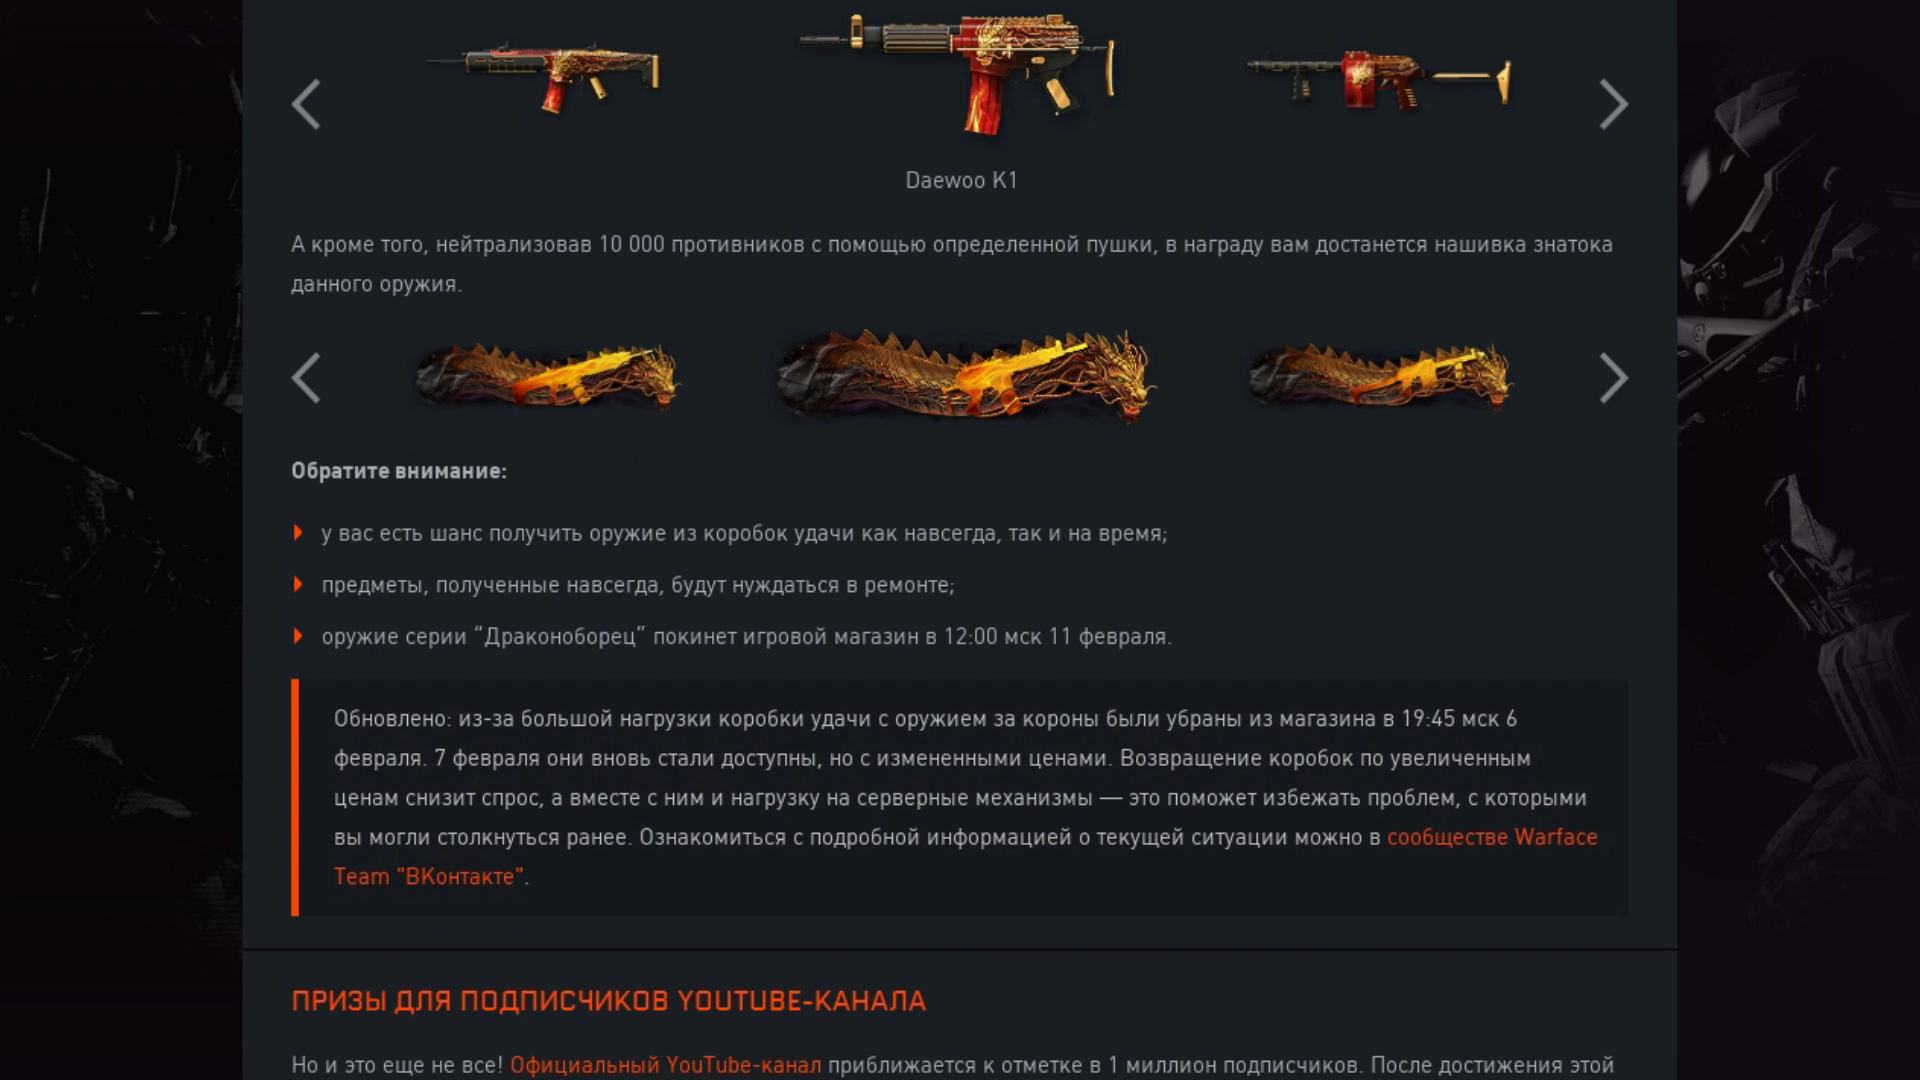 Daewoo K1
А кроме того, нейтрализовав 10 000 противников с помощью определенной пушки, в награду вам достанется нашивка знатока
данного оружия.
Обратите внимание:
у вас есть шанс получить оружие из коробок удачи как навсегда, так и на время;
предметы, полученные навсегда, будут нуждаться в ремонте;
оружие серии “Драконоборец” покинет игровой магазин в 12:00 мск 11 февраля.
Обновлено: из-за большой нагрузки коробки удачи с оружием за короны были убраны из магазина в 19:45 мск 6
февраля. 7 февраля они вновь стали доступны, но с измененными ценами. Возвращение коробок по увеличенным
ценам снизит спрос, а вместе с ним и нагрузку на серверные механизмы — это поможет избежать проблем, с которыми
вы могли столкнуться ранее. Ознакомиться с подробной информацией о текущей ситуации можно в сообществе Warface
Team "ВКонтакте".
ПРИЗЫ ДЛЯ ПОДПИСЧИКОВ YOUTUBE-КАНАЛА
Но и это еще не все! Официальный YouTube-канал приближается к отметке в 1 миллион подписчиков. После достижения этой